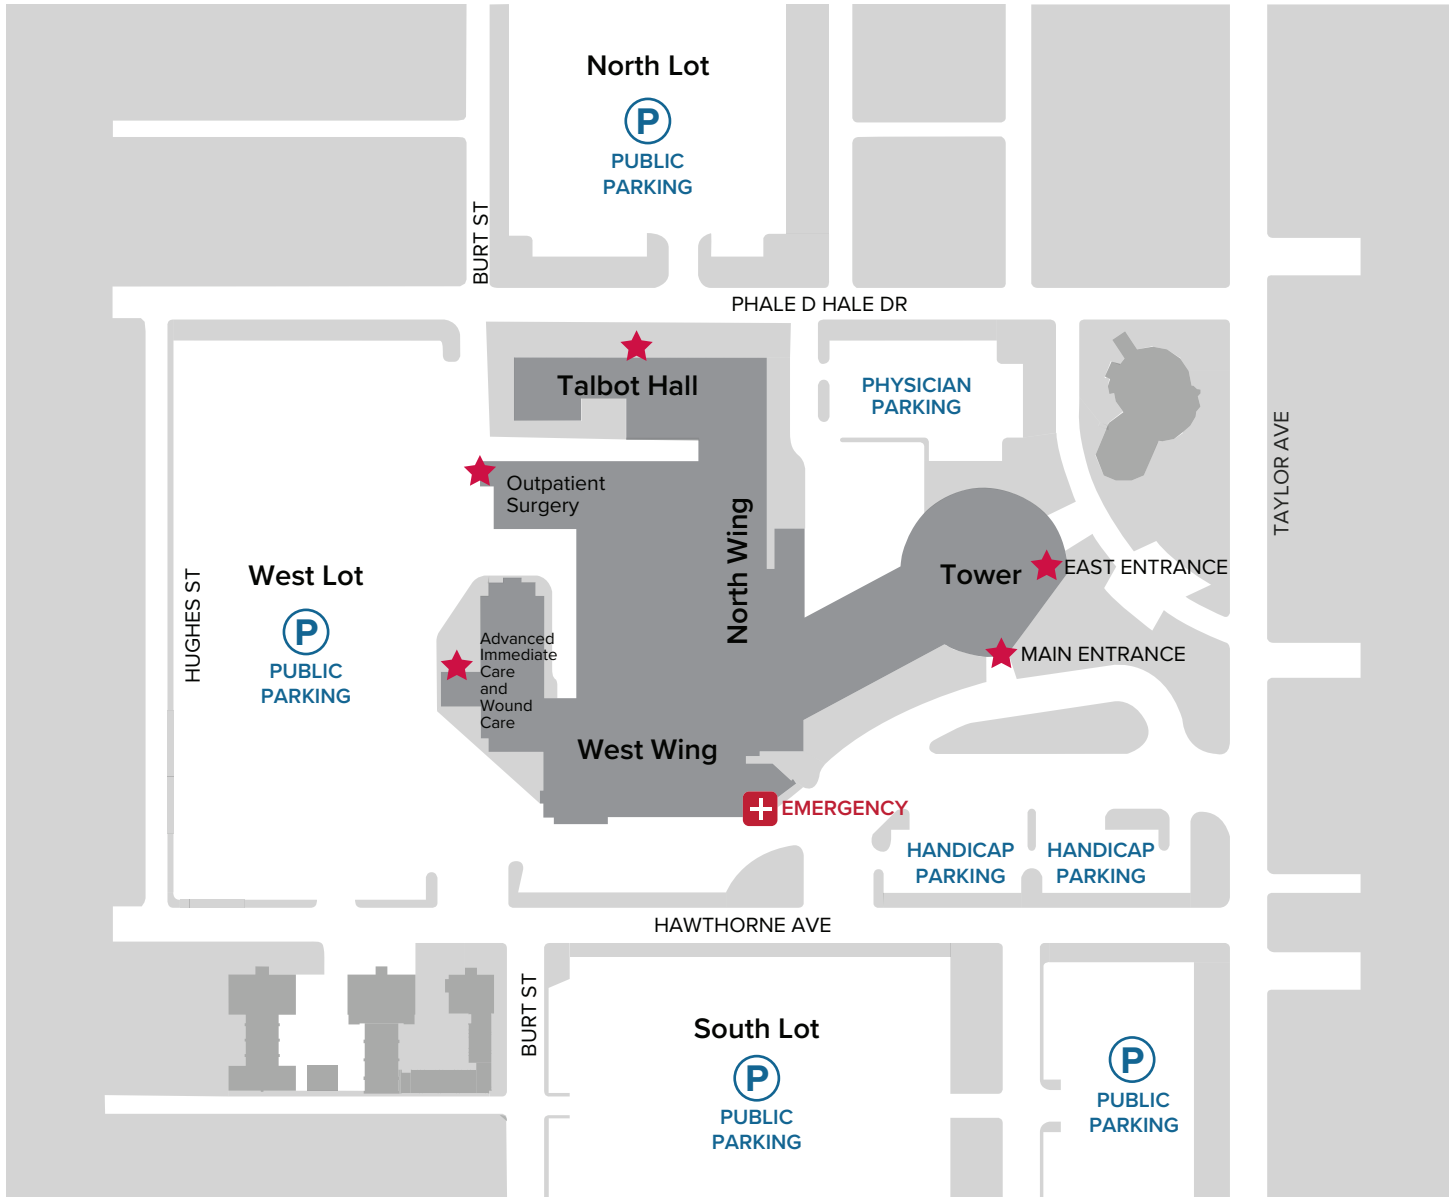 North Lot
P
PUBLIC
PARKING
BURT ST
PHALE D HALE DR
Talbot Hall
PHYSICIAN
PARKING
TAYLOR AVE
Outpatient
Surgery
North Wing
West Lot
P
PUBLIC
PARKING
HUGHES ST
Tower
EAST ENTRANCE
MAIN ENTRANCE
Advanced
Immediate
Care
and
Wound
Care
West Wing
EMERGENCY
HANDICAP
PARKING
HANDICAP
PARKING
HAWTHORNE AVE
BURT ST
South Lot
P
PUBLIC
PARKING
P
PUBLIC
PARKING